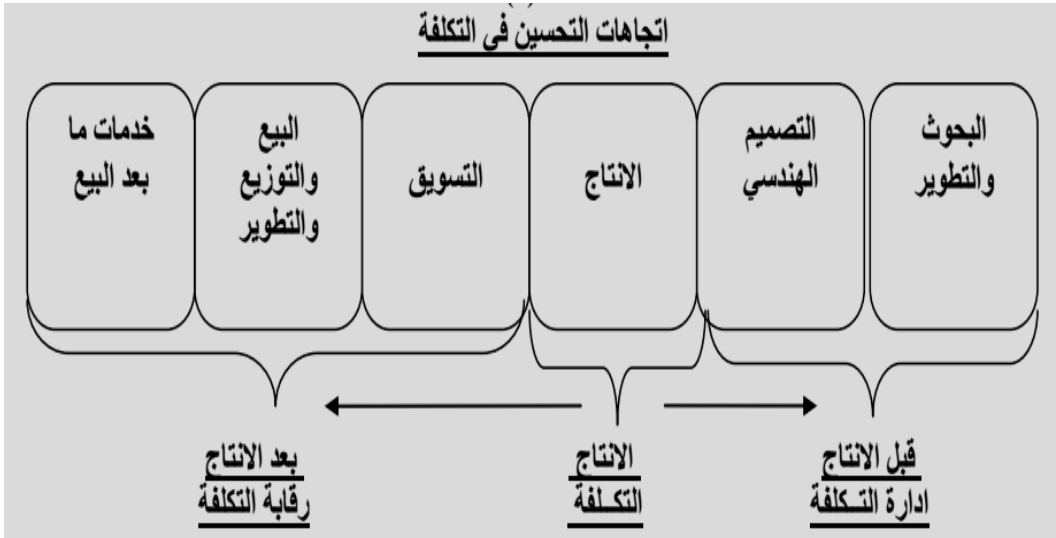 اتجاهات التحسين في التكلفة
البحوث
والتطوير
التصميم
الهندسي
الانتاج
التسويق
البيع
والتوزيع
والتطوير
خدمات ما
بعد البيع
قبل الانتاج
ادارة التـكلفة
الانتاج
التكـلفة
بعد الانتاج
رقابة التكلفة